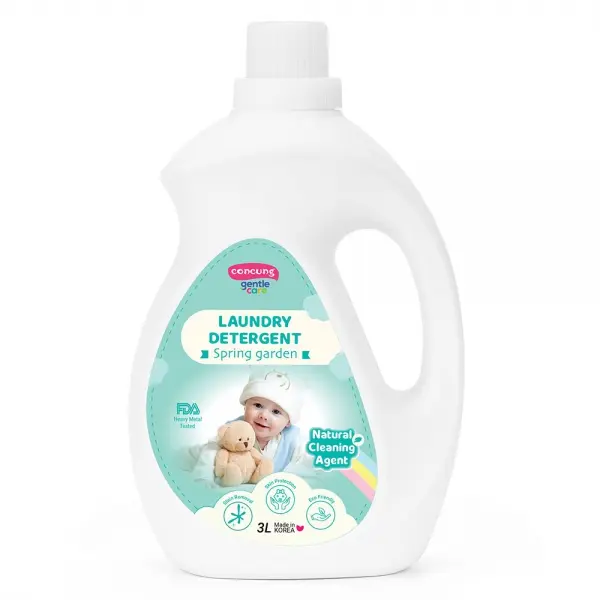 concung
gentle
care
LAUNDRY
DETERGENT
Spring garden
FDA
Heavy Metal
Tested
Natural
Cleaning
Agent
Stain Removal
Skin Protection
Eco Friendly
3L Made in
KOREA